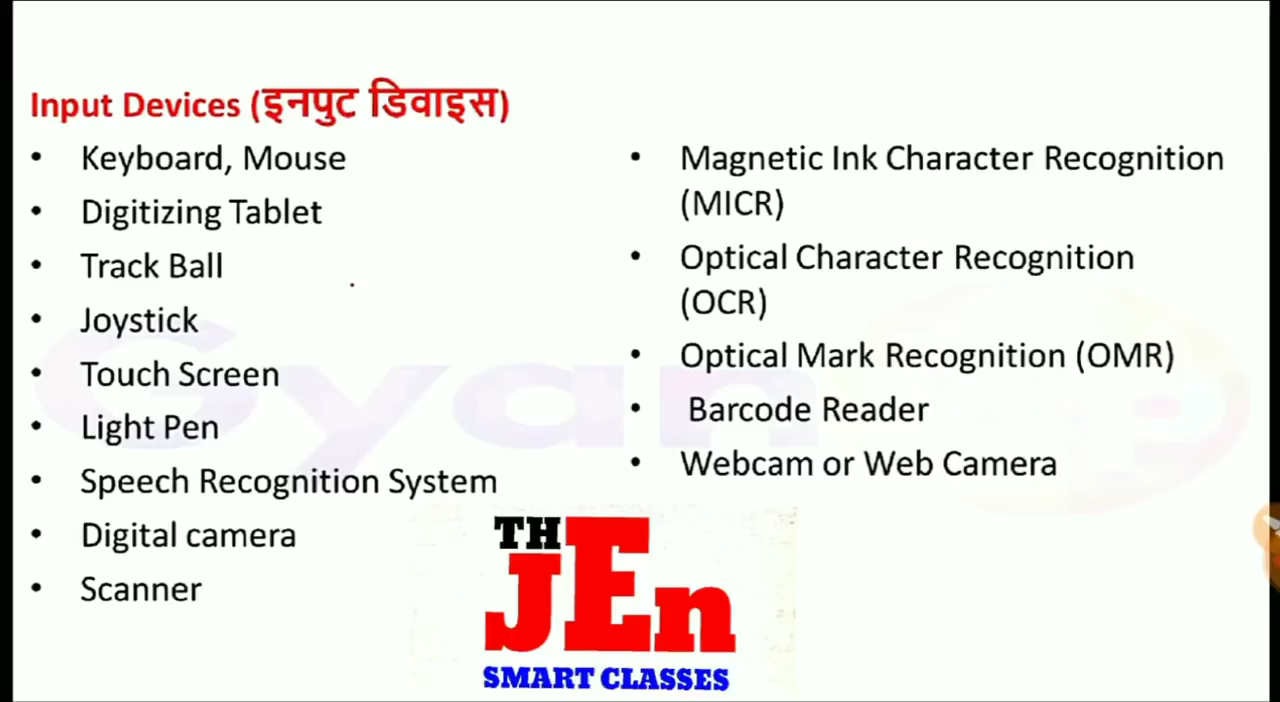 Input Devices (इनपुट डिवाइस)
• Keyboard, Mouse
• Digitizing Tablet
• Track Ball
• Joystick
• Touch Screen
• Light Pen
• Speech Recognition System
• Digital camera
• Scanner
• Magnetic Ink Character Recognition
(MICR)
• Optical Character Recognition
(OCR)
• Optical Mark Recognition (OMR)
• Barcode Reader
• Webcam or Web Camera
Gyan
TH
JEn
SMART CLASSES